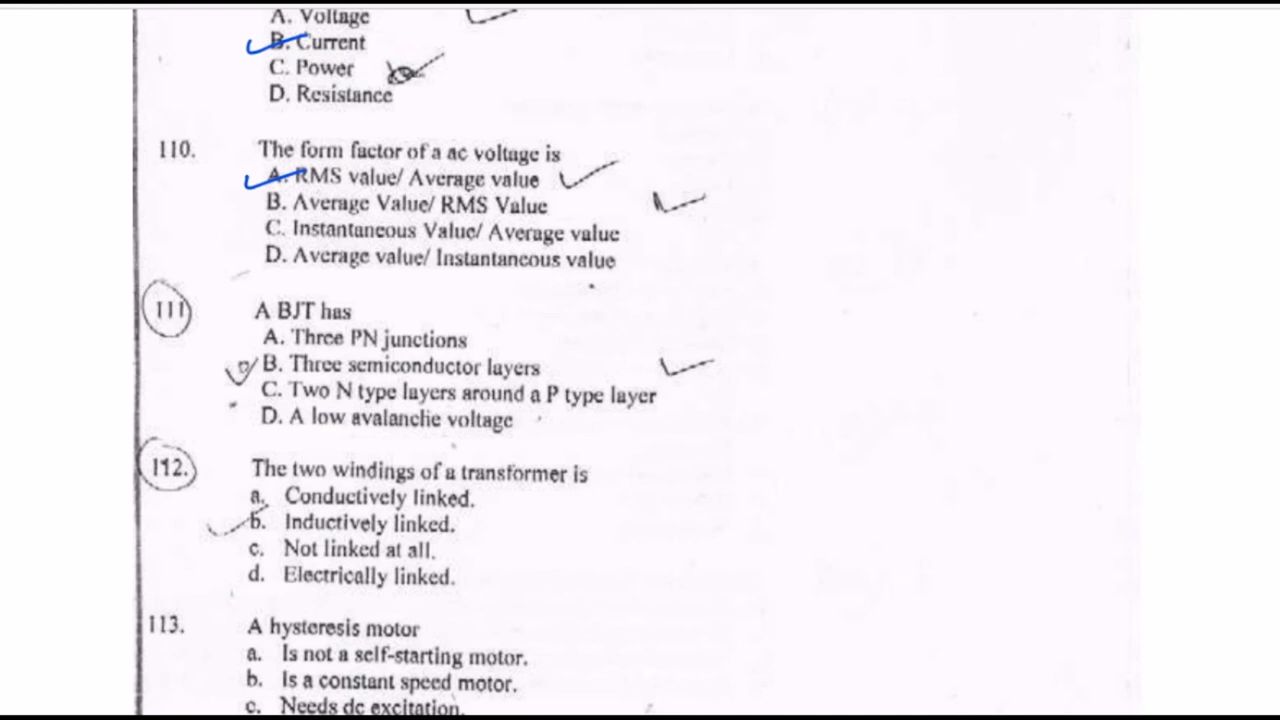 A. Voltage
B. Current
C. Power
D. Resistance
110. The form factor of a ac voltage is
A. RMS value/ Average value
B. Average Value/ RMS Value
C. Instantaneous Value/ Average value
D. Average value/ Instantaneous value
111 A BJT has
A. Three PN junctions
B. Three semiconductor layers
C. Two N type layers around a P type layer
D. A low avalanche voltage
112. The two windings of a transformer is
a. Conductively linked.
b. Inductively linked.
c. Not linked at all.
d. Electrically linked.
113. A hysteresis motor
a. Is not a self-starting motor.
b. Is a constant speed motor.
c. Needs dc excitation.